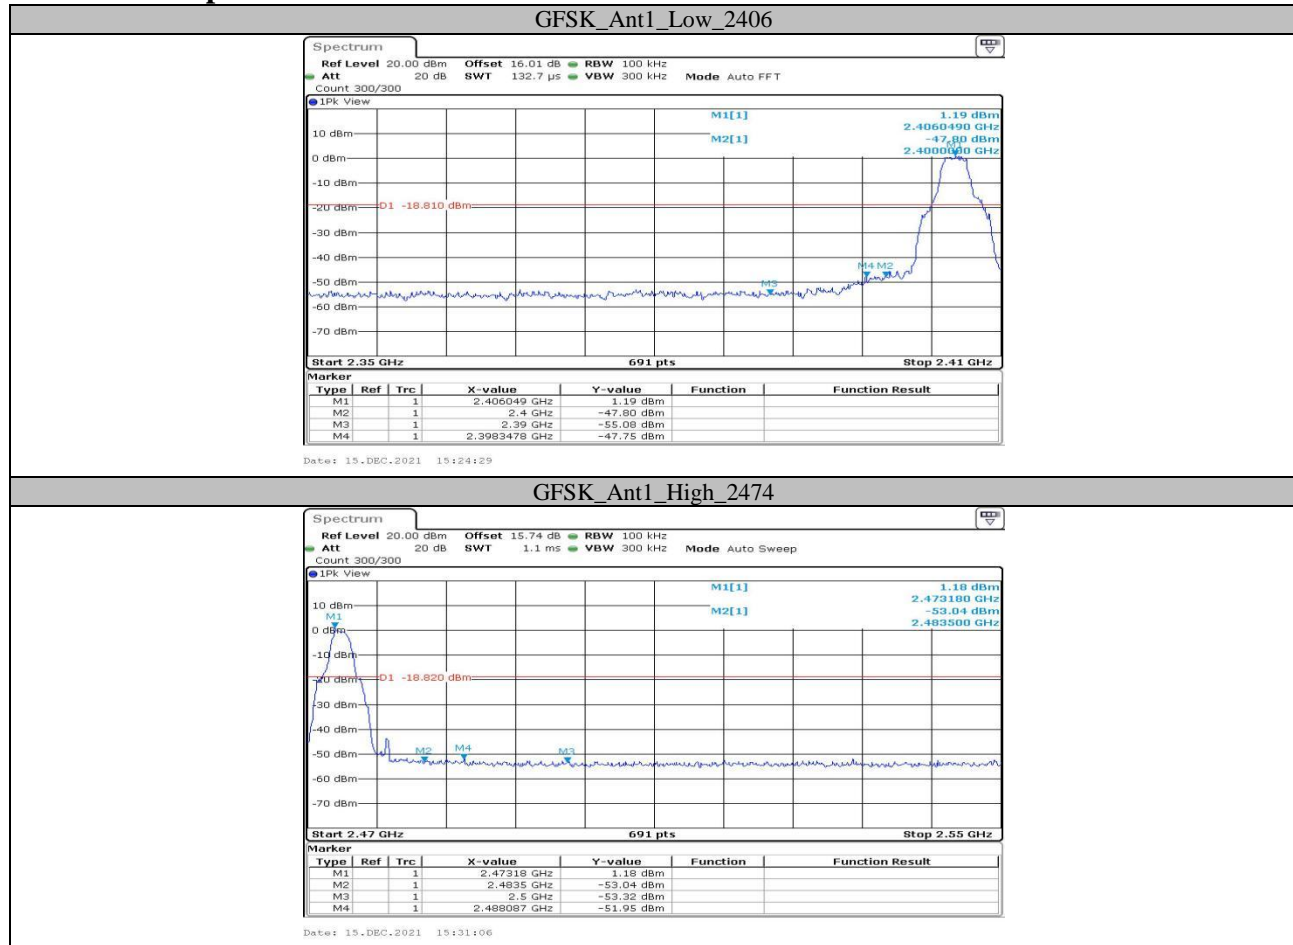 GFSK_Ant1_Low_2406
Spectrum
Ref Level 20.00 dBm Offset 16.01 dB RBW 100 kHz
Att 20 dB SWT 132.7 µs VBW 300 kHz Mode Auto FFT
Count 300/300
1Pk View
M1[1] 1.19 dBm
2.4060490 GHz
10 dBm
M2[1] -47.80 dBm
2.4000000 GHz
M1
0 dBm
-10 dBm
-20 dBm
D1 -18.810 dBm
-30 dBm
-40 dBm
M4 M2
-50 dBm
M3
-60 dBm
-70 dBm
Start 2.35 GHz 691 pts Stop 2.41 GHz
Marker
Type Ref Trc X-value Y-value Function Function Result
M1 1 2.406049 GHz 1.19 dBm
M2 1 2.4 GHz -47.80 dBm
M3 1 2.39 GHz -55.08 dBm
M4 1 2.3983478 GHz -47.75 dBm
Date: 15.DEC.2021 15:24:29
GFSK_Ant1_High_2474
Spectrum
Ref Level 20.00 dBm Offset 15.74 dB RBW 100 kHz
Att 20 dB SWT 1.1 ms VBW 300 kHz Mode Auto Sweep
Count 300/300
1Pk View
M1[1] 1.18 dBm
2.473180 GHz
10 dBm
M2[1] -53.04 dBm
2.483500 GHz
M1
0 dBm
-10 dBm
-20 dBm
D1 -18.820 dBm
-30 dBm
-40 dBm
-50 dBm
M2 M4 M3
-60 dBm
-70 dBm
Start 2.47 GHz 691 pts Stop 2.55 GHz
Marker
Type Ref Trc X-value Y-value Function Function Result
M1 1 2.47318 GHz 1.18 dBm
M2 1 2.4835 GHz -53.04 dBm
M3 1 2.5 GHz -53.32 dBm
M4 1 2.488087 GHz -51.95 dBm
Date: 15.DEC.2021 15:31:06